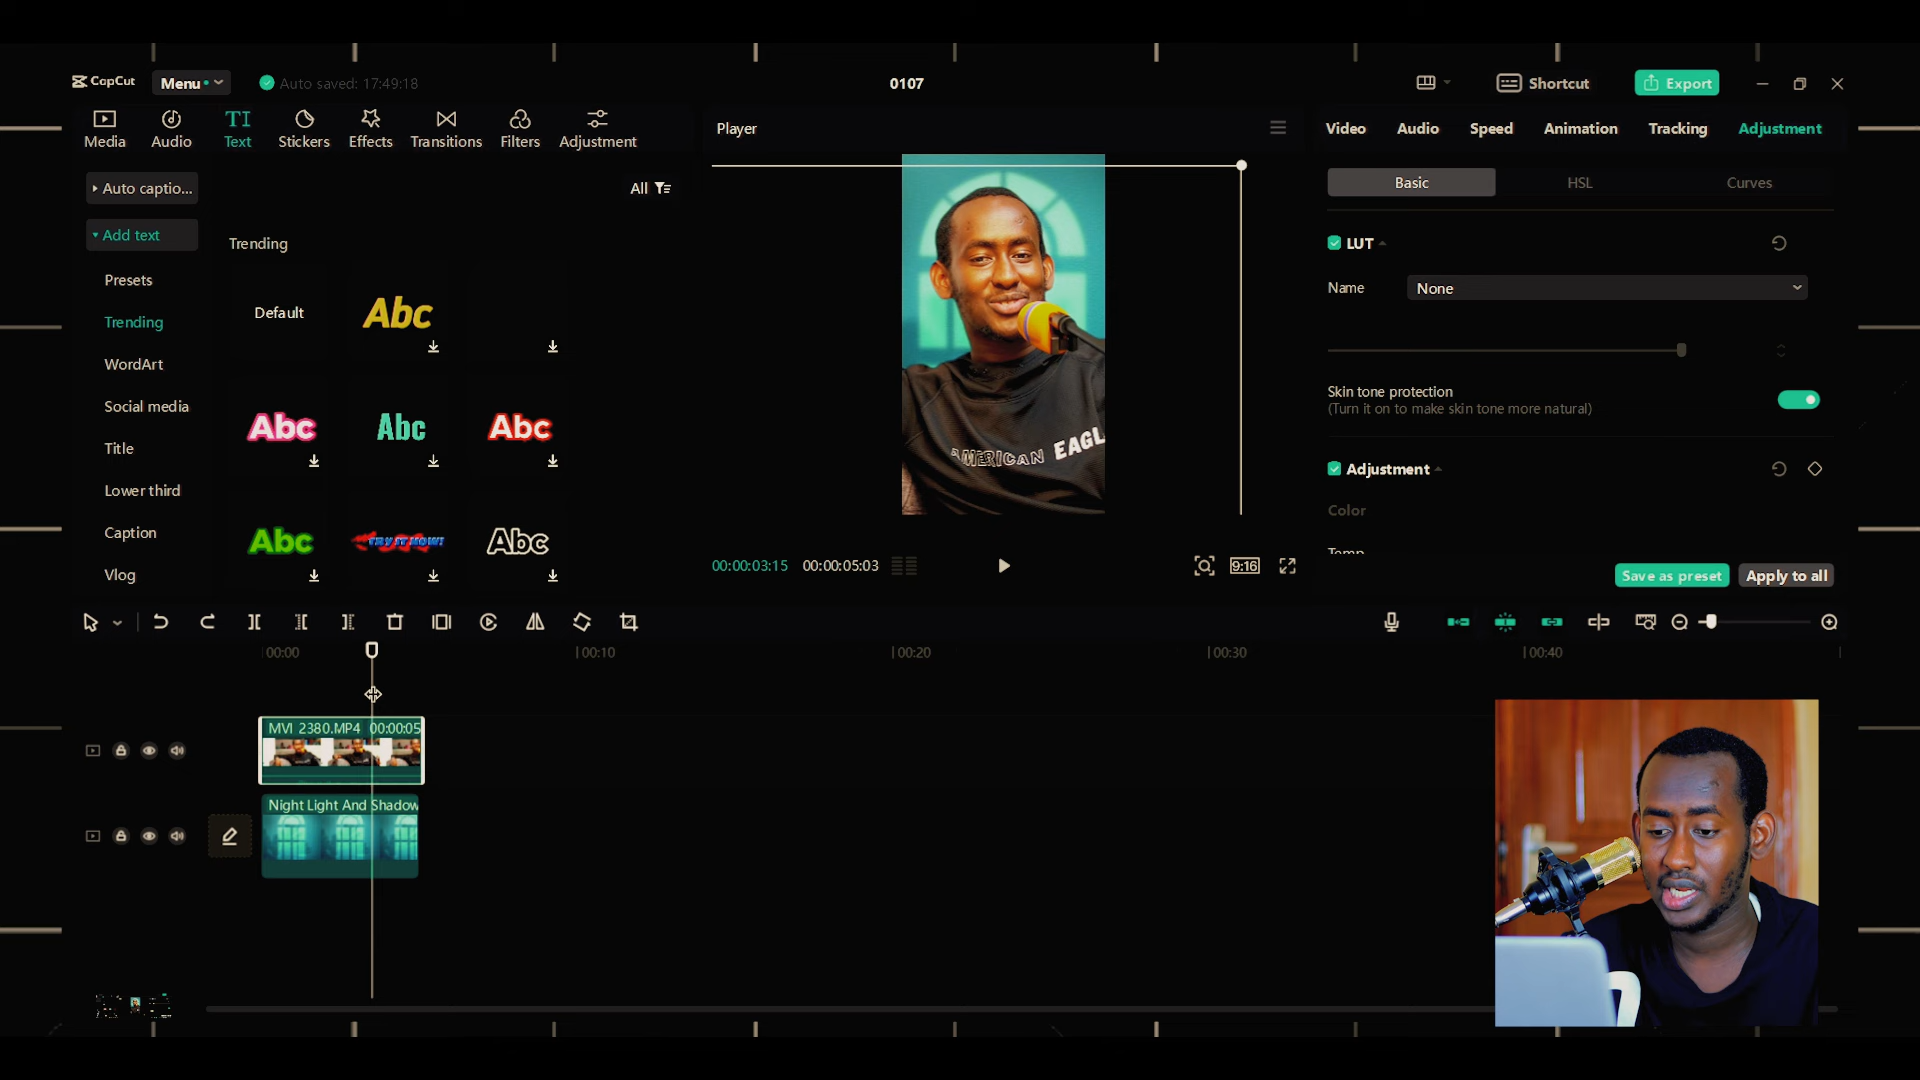 CapCut
Menu
Auto saved: 17:49:18
0107
Shortcut
Export
Media
Audio
Text
Stickers
Effects
Transitions
Filters
Adjustment
Player
Video
Audio
Speed
Animation
Tracking
Adjustment
Auto captio...
All
Basic
HSL
Curves
Add text
Trending
LUT
Presets
Name
None
Default
Abc
Trending
WordArt
Skin tone protection
(Turn it on to make skin tone more natural)
Social media
Abc
Abc
Abc
Title
AMERICAN EAGL
Adjustment
Lower third
Color
Caption
Abc
TRY IT NOW!
Abc
Temp
Vlog
00:00:03:15
00:00:05:03
9:16
Save as preset
Apply to all
00:00
00:10
00:20
00:30
00:40
MVI 2380.MP4 00:00:05
Night Light And Shadow